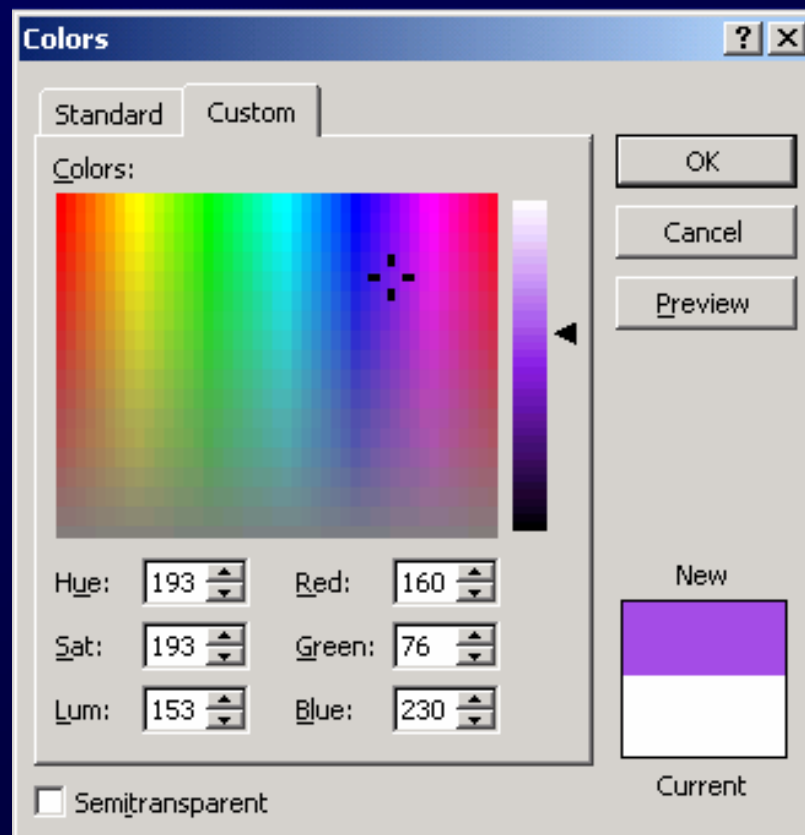 Colors
Standard Custom
Colors:
OK
Cancel
Preview
Hue: 193 Red: 160
Sat: 193 Green: 76
Lum: 153 Blue: 230
New
Current
Semitransparent